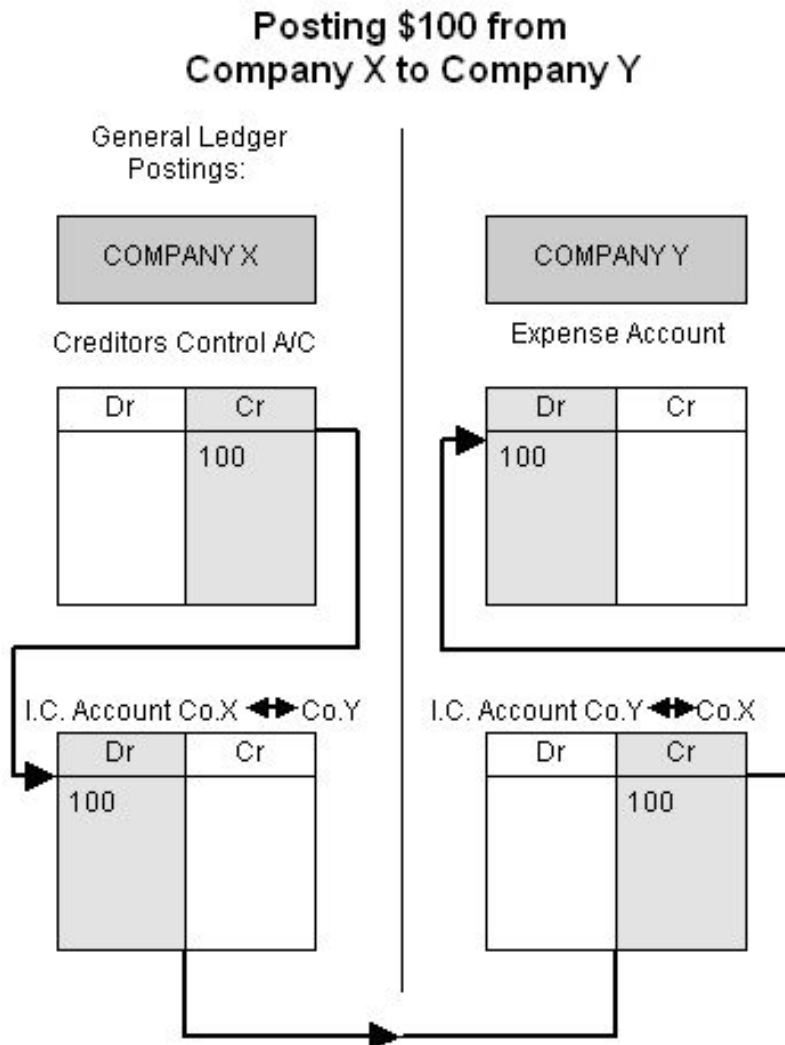 Posting $100 from
Company X to Company Y
General Ledger
Postings:
COMPANY X
Creditors Control A/C
Dr Cr
100
I.C. Account Co.X Co.Y
Dr Cr
100
COMPANY Y
Expense Account
Dr Cr
100
I.C. Account Co.Y Co.X
Dr Cr
100